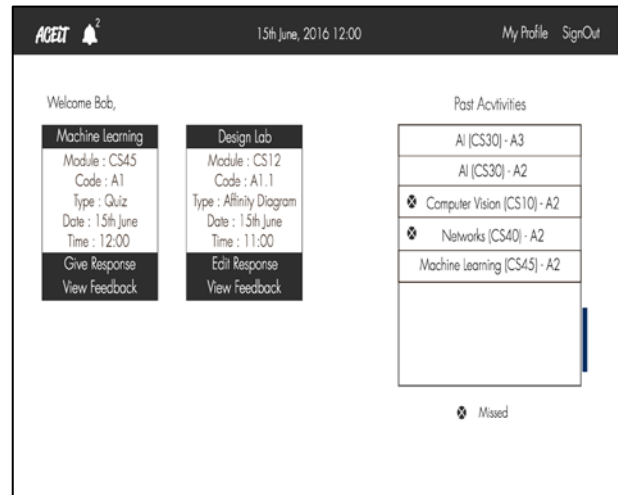 ACEiT 2
15th June, 2016 12:00
My Profile SignOut
Welcome Bob,
Machine Learning
Module : CS45
Code : A1
Type : Quiz
Date : 15th June
Time : 12:00
Give Response
View Feedback
Design Lab
Module : CS12
Code : A1.1
Type : Affinity Diagram
Date : 15th June
Time : 11:00
Edit Response
View Feedback
Past Acvtivities
AI (CS30) - A3
AI (CS30) - A2
Computer Vision (CS10) - A2
Networks (CS40) - A2
Machine Learning (CS45) - A2
Missed